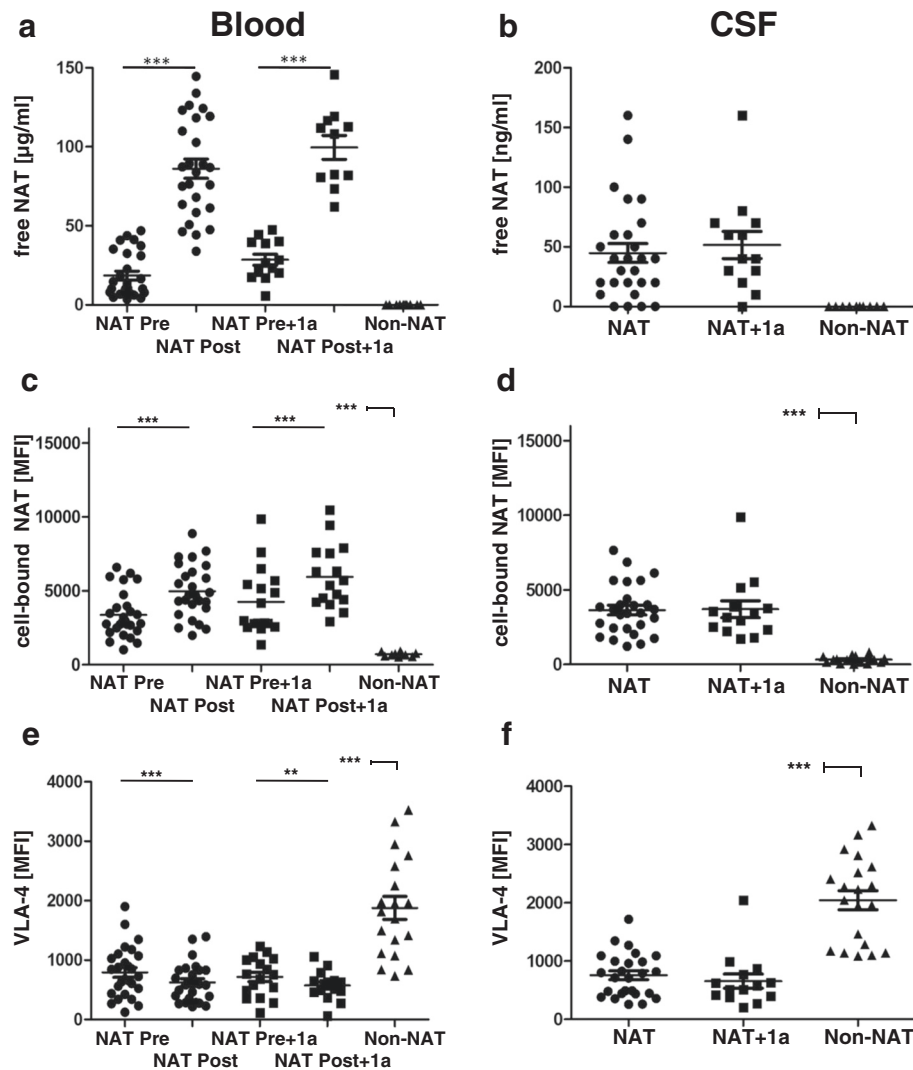 Blood
CSF
a
b
*** ***
free NAT [µg/ml]
150
100
50
0
NAT Pre NAT Pre+1a Non-NAT
NAT Post NAT Post+1a
free NAT [ng/ml]
200
150
100
50
0
NAT NAT+1a Non-NAT
c
d
*** *** ***
cell-bound NAT [MFI]
15000
10000
5000
0
NAT Pre NAT Pre+1a Non-NAT
NAT Post NAT Post+1a
***
cell-bound NAT [MFI]
15000
10000
5000
0
NAT NAT+1a Non-NAT
e
f
*** ** ***
VLA-4 [MFI]
4000
3000
2000
1000
0
NAT Pre NAT Pre+1a Non-NAT
NAT Post NAT Post+1a
***
VLA-4 [MFI]
4000
3000
2000
1000
0
NAT NAT+1a Non-NAT